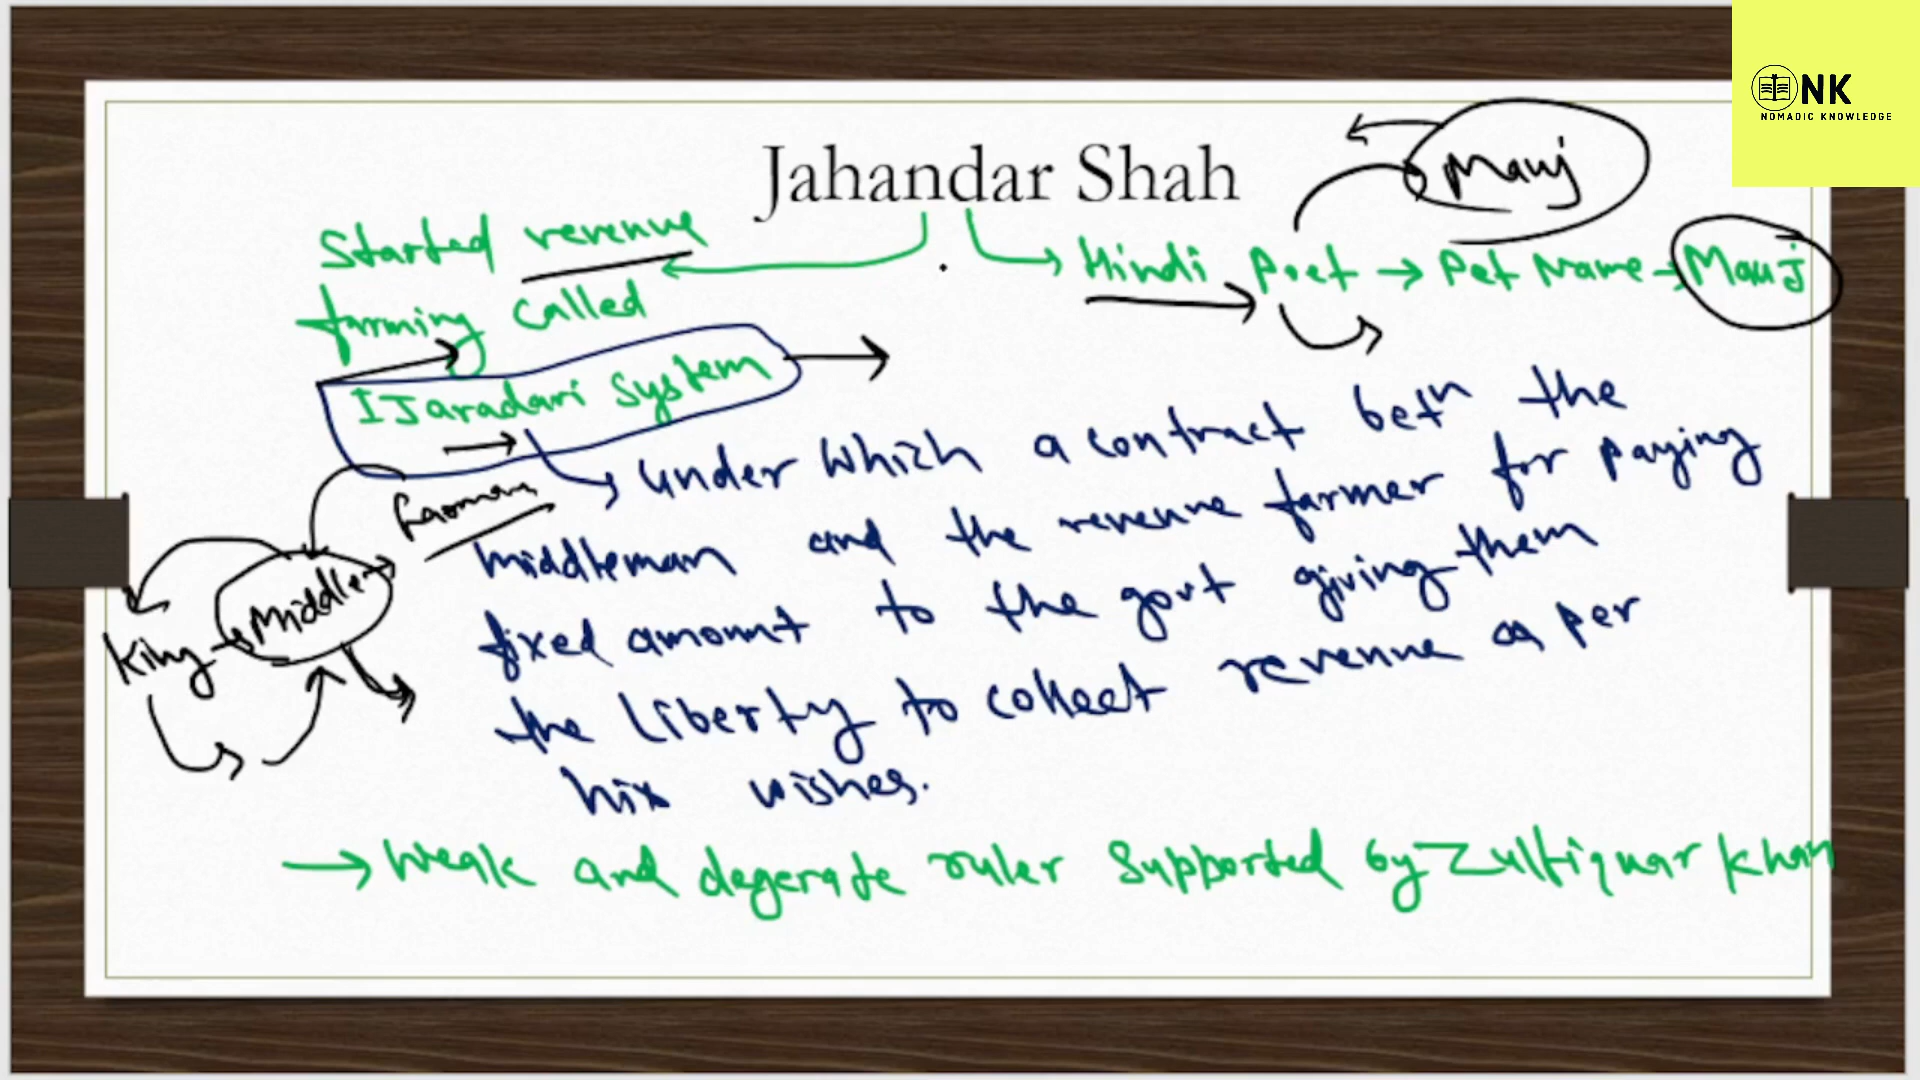 NK
NOMADIC KNOWLEDGE
Jahandar Shah
Mauj
Started revenue
farming called
IJaradari System
Hindi Poet → Pet Name → Mauj
under which a contract betn the
middleman and the revenue farmer for paying
fixed amount to the govt giving them
the liberty to collect revenue as per
his wishes.
farmers
King → Middle →
→ Weak and degerate ruler Supported by Zulfiquar Khan